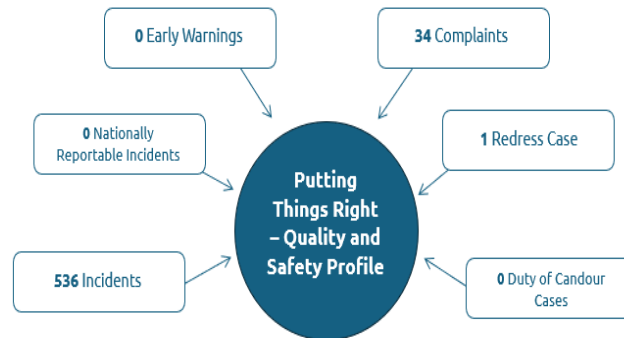 0 Early Warnings
34 Complaints
0 Nationally
Reportable Incidents
1 Redress Case
Putting
Things Right
– Quality and
Safety Profile
536 Incidents
0 Duty of Candour
Cases